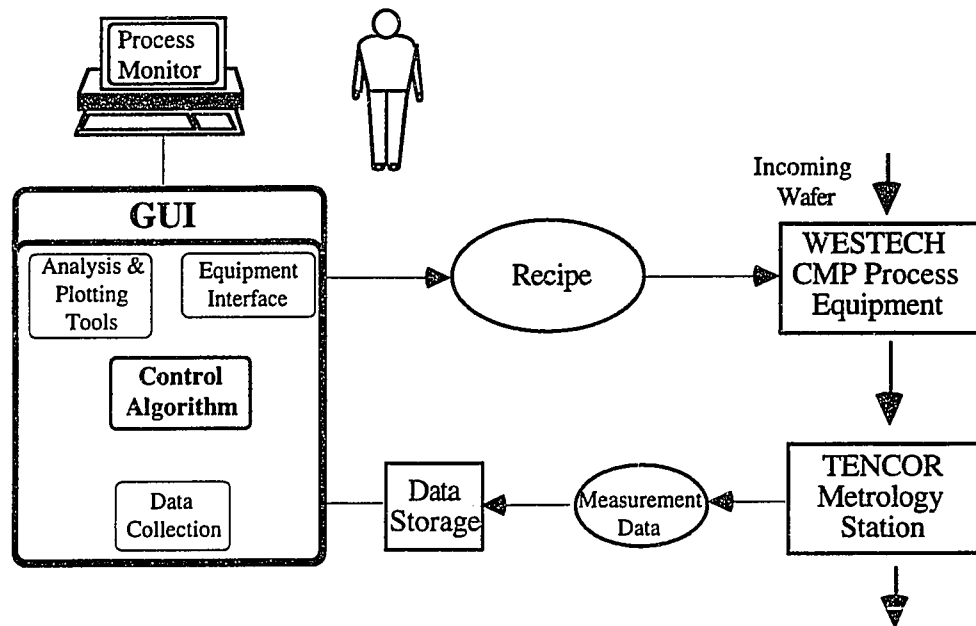 Process
Monitor
GUI
Analysis &
Plotting
Tools
Equipment
Interface
Control
Algorithm
Data
Collection
Recipe
Incoming
Wafer
WESTECH
CMP Process
Equipment
TENCOR
Metrology
Station
Measurement
Data
Data
Storage